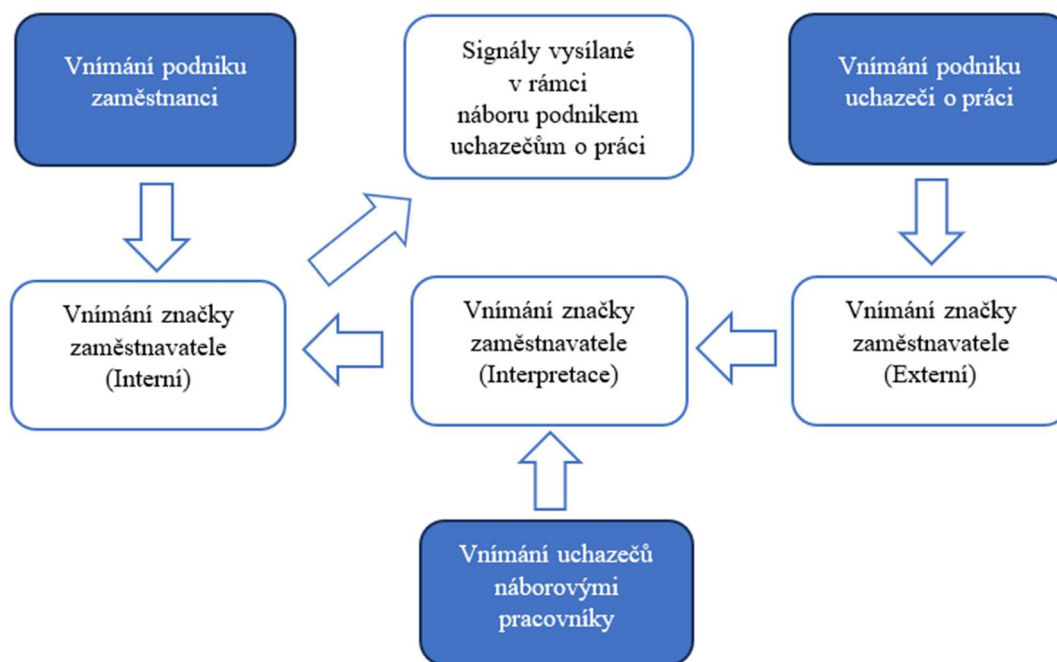 Vnímání podniku
zaměstnanci
Signály vysílané
v rámci
náboru podnikem
uchazečům o práci
Vnímání podniku
uchazeči o práci
Vnímání značky
zaměstnavatele
(Interní)
Vnímání značky
zaměstnavatele
(Interpretace)
Vnímání značky
zaměstnavatele
(Externí)
Vnímání uchazečů
náborovými
pracovníky